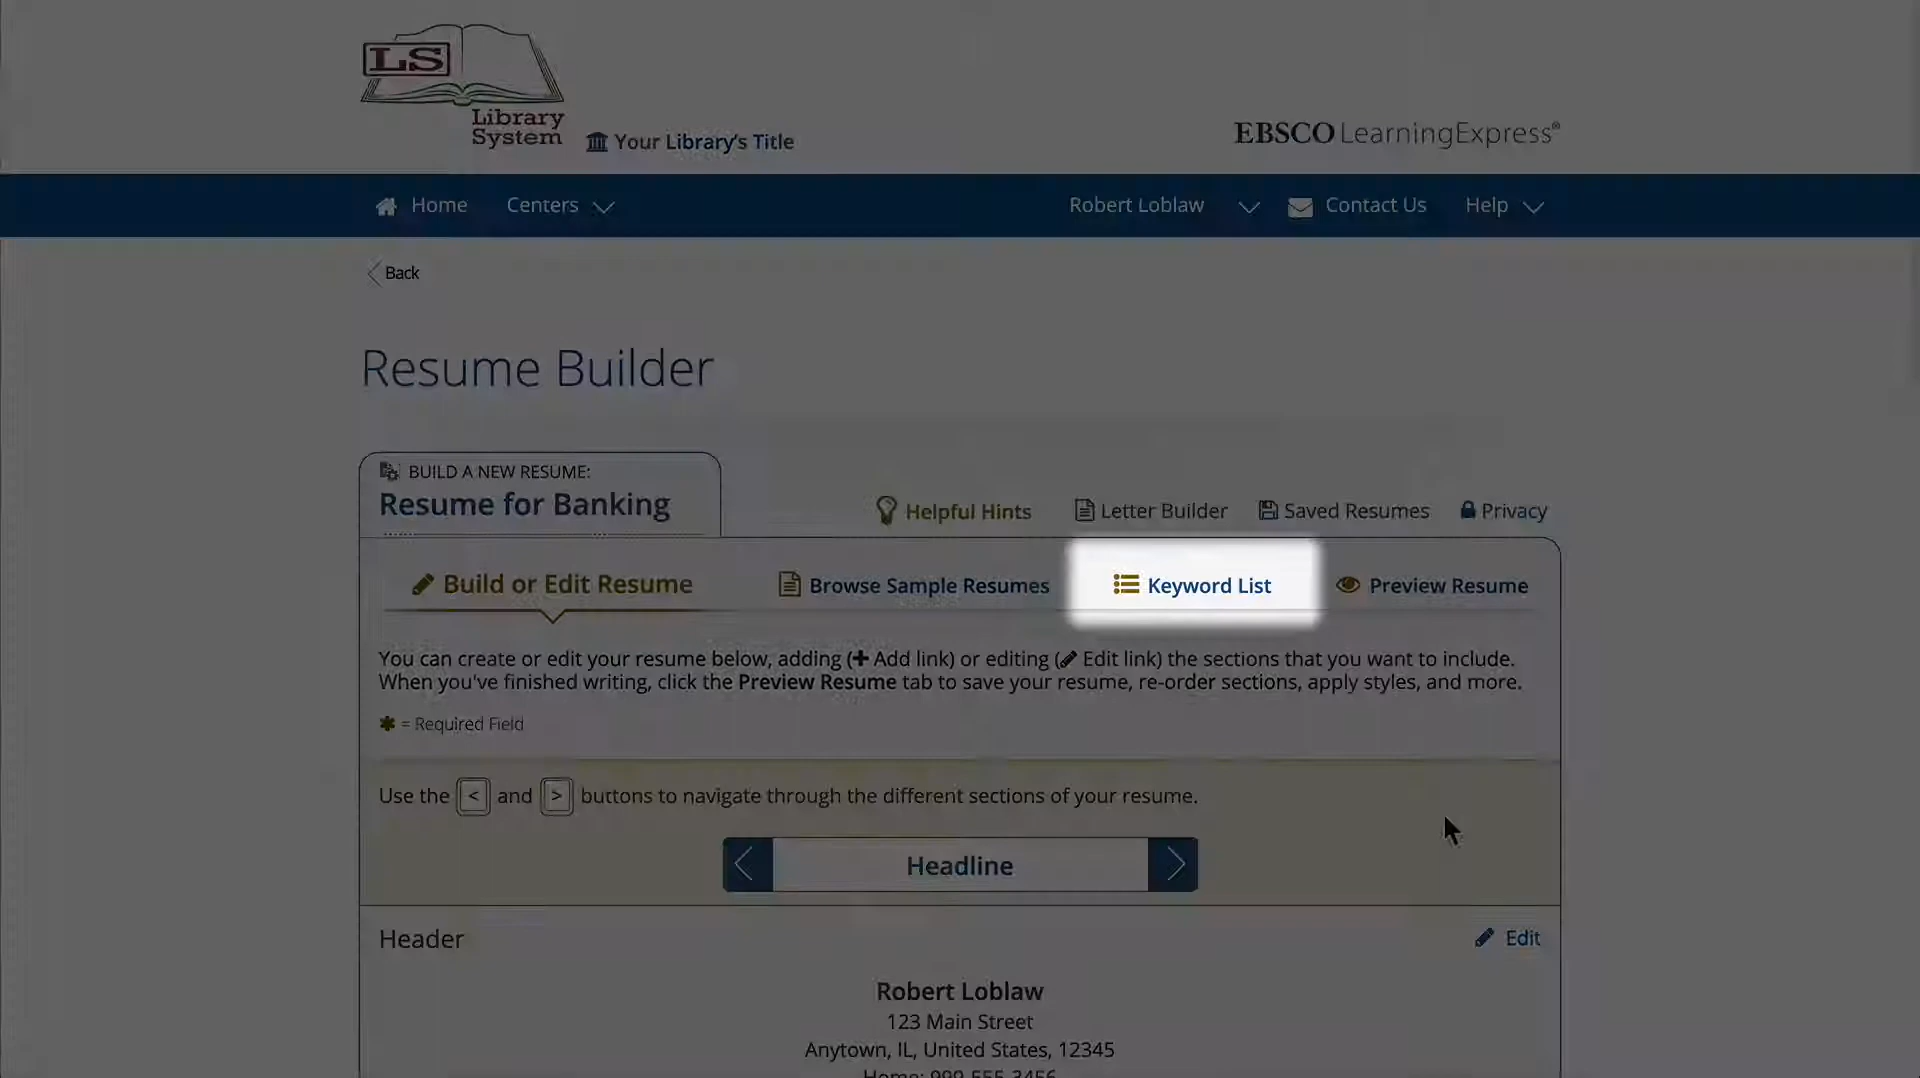 LS
Library
System
Your Library's Title
EBSCO LearningExpress®
Home
Centers
Robert Loblaw
Contact Us
Help
Back
Resume Builder
BUILD A NEW RESUME:
Resume for Banking
Helpful Hints
Letter Builder
Saved Resumes
Privacy
Build or Edit Resume
Browse Sample Resumes
Keyword List
Preview Resume
You can create or edit your resume below, adding (+ Add link) or editing ( Edit link) the sections that you want to include.
When you've finished writing, click the Preview Resume tab to save your resume, re-order sections, apply styles, and more.
* = Required Field
Use the < and > buttons to navigate through the different sections of your resume.
Headline
Header
Edit
Robert Loblaw
123 Main Street
Anytown, IL, United States, 12345
Home: 999-555-3456